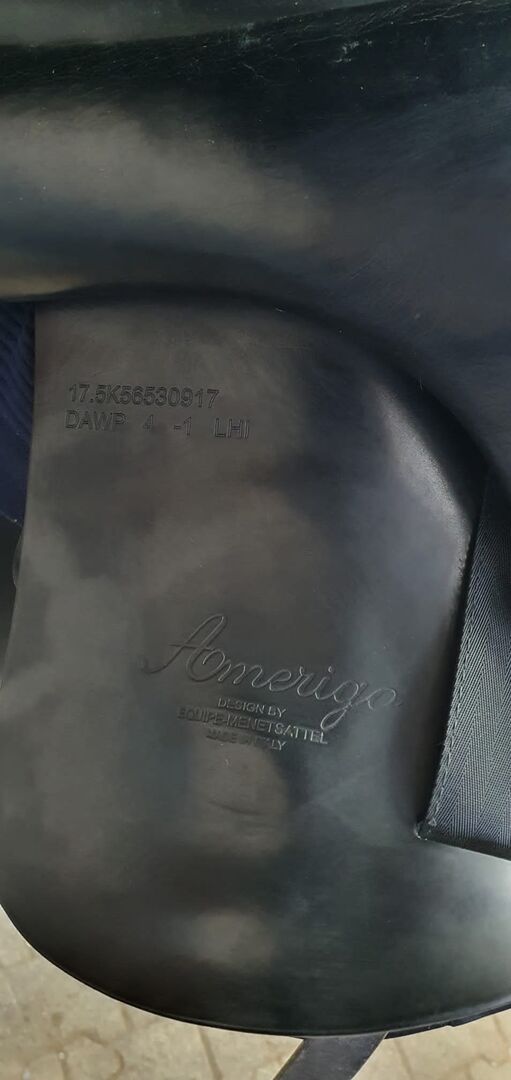 17.5K56530917
DAWP 4 -1 LHI
Amerigo
DESIGN BY
EQUIPE-MENETSATTEL
MADE IN ITALY